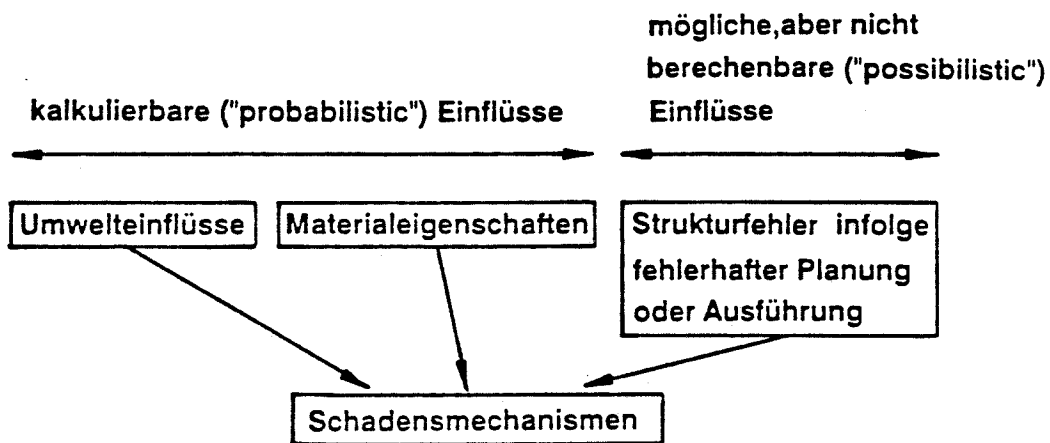 mögliche,aber nicht
berechenbare ("possibilistic")
Einflüsse
kalkulierbare ("probabilistic") Einflüsse
Umwelteinflüsse
Materialeigenschaften
Strukturfehler infolge
fehlerhafter Planung
oder Ausführung
Schadensmechanismen